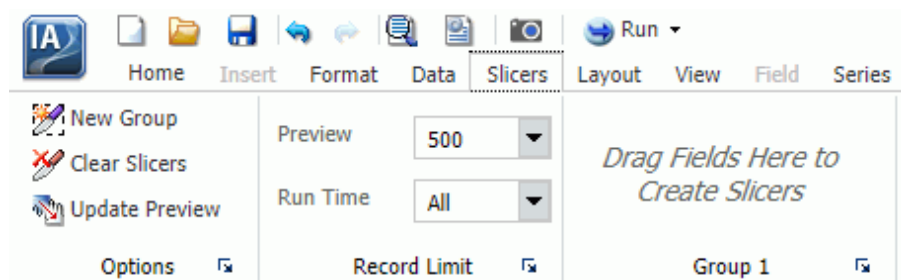 IA
Run
Home Insert Format Data Slicers Layout View Field Series
New Group
Clear Slicers
Update Preview
Options
Preview 500
Run Time All
Record Limit
Drag Fields Here to
Create Slicers
Group 1